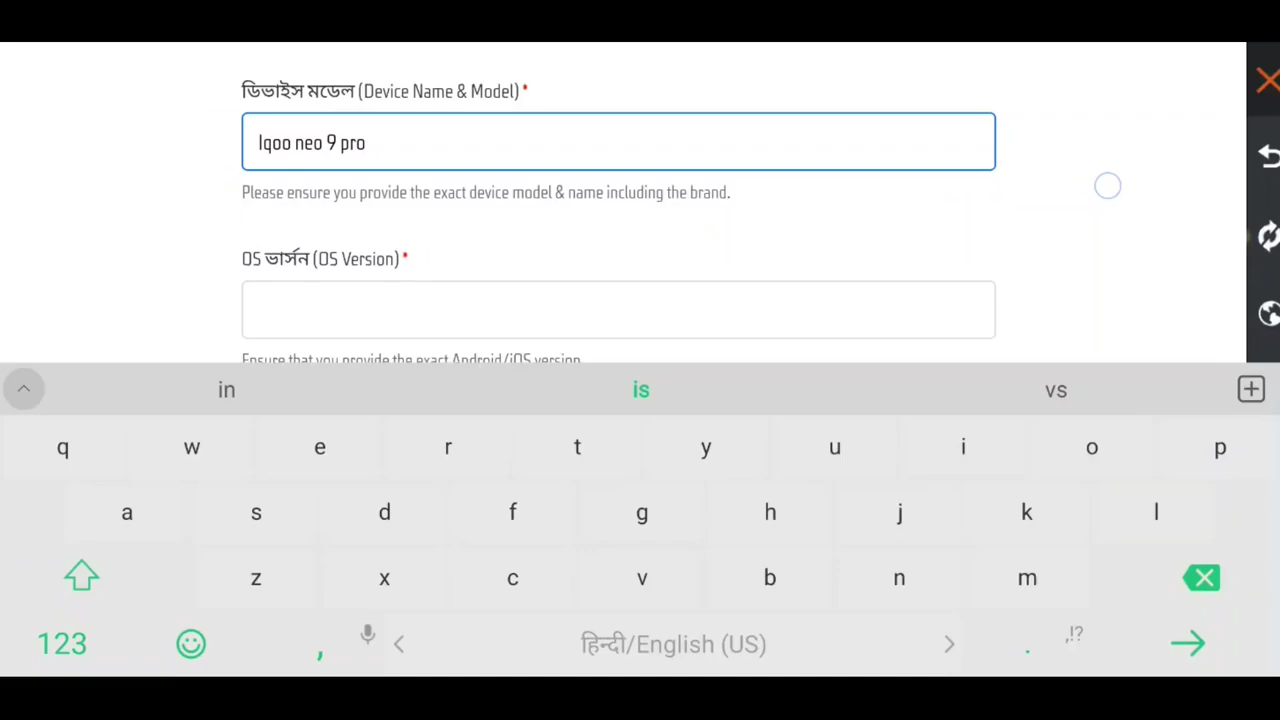 ডিভাইস মডেল (Device Name & Model) *
Iqoo neo 9 pro
Please ensure you provide the exact device model & name including the brand.
OS ভার্সন (OS Version) *
Ensure that you provide the exact Android/iOS version
in is vs
q w e r t y u i o p
a s d f g h j k l
z x c v b n m
123 , हिन्दी/English (US) . ,!?